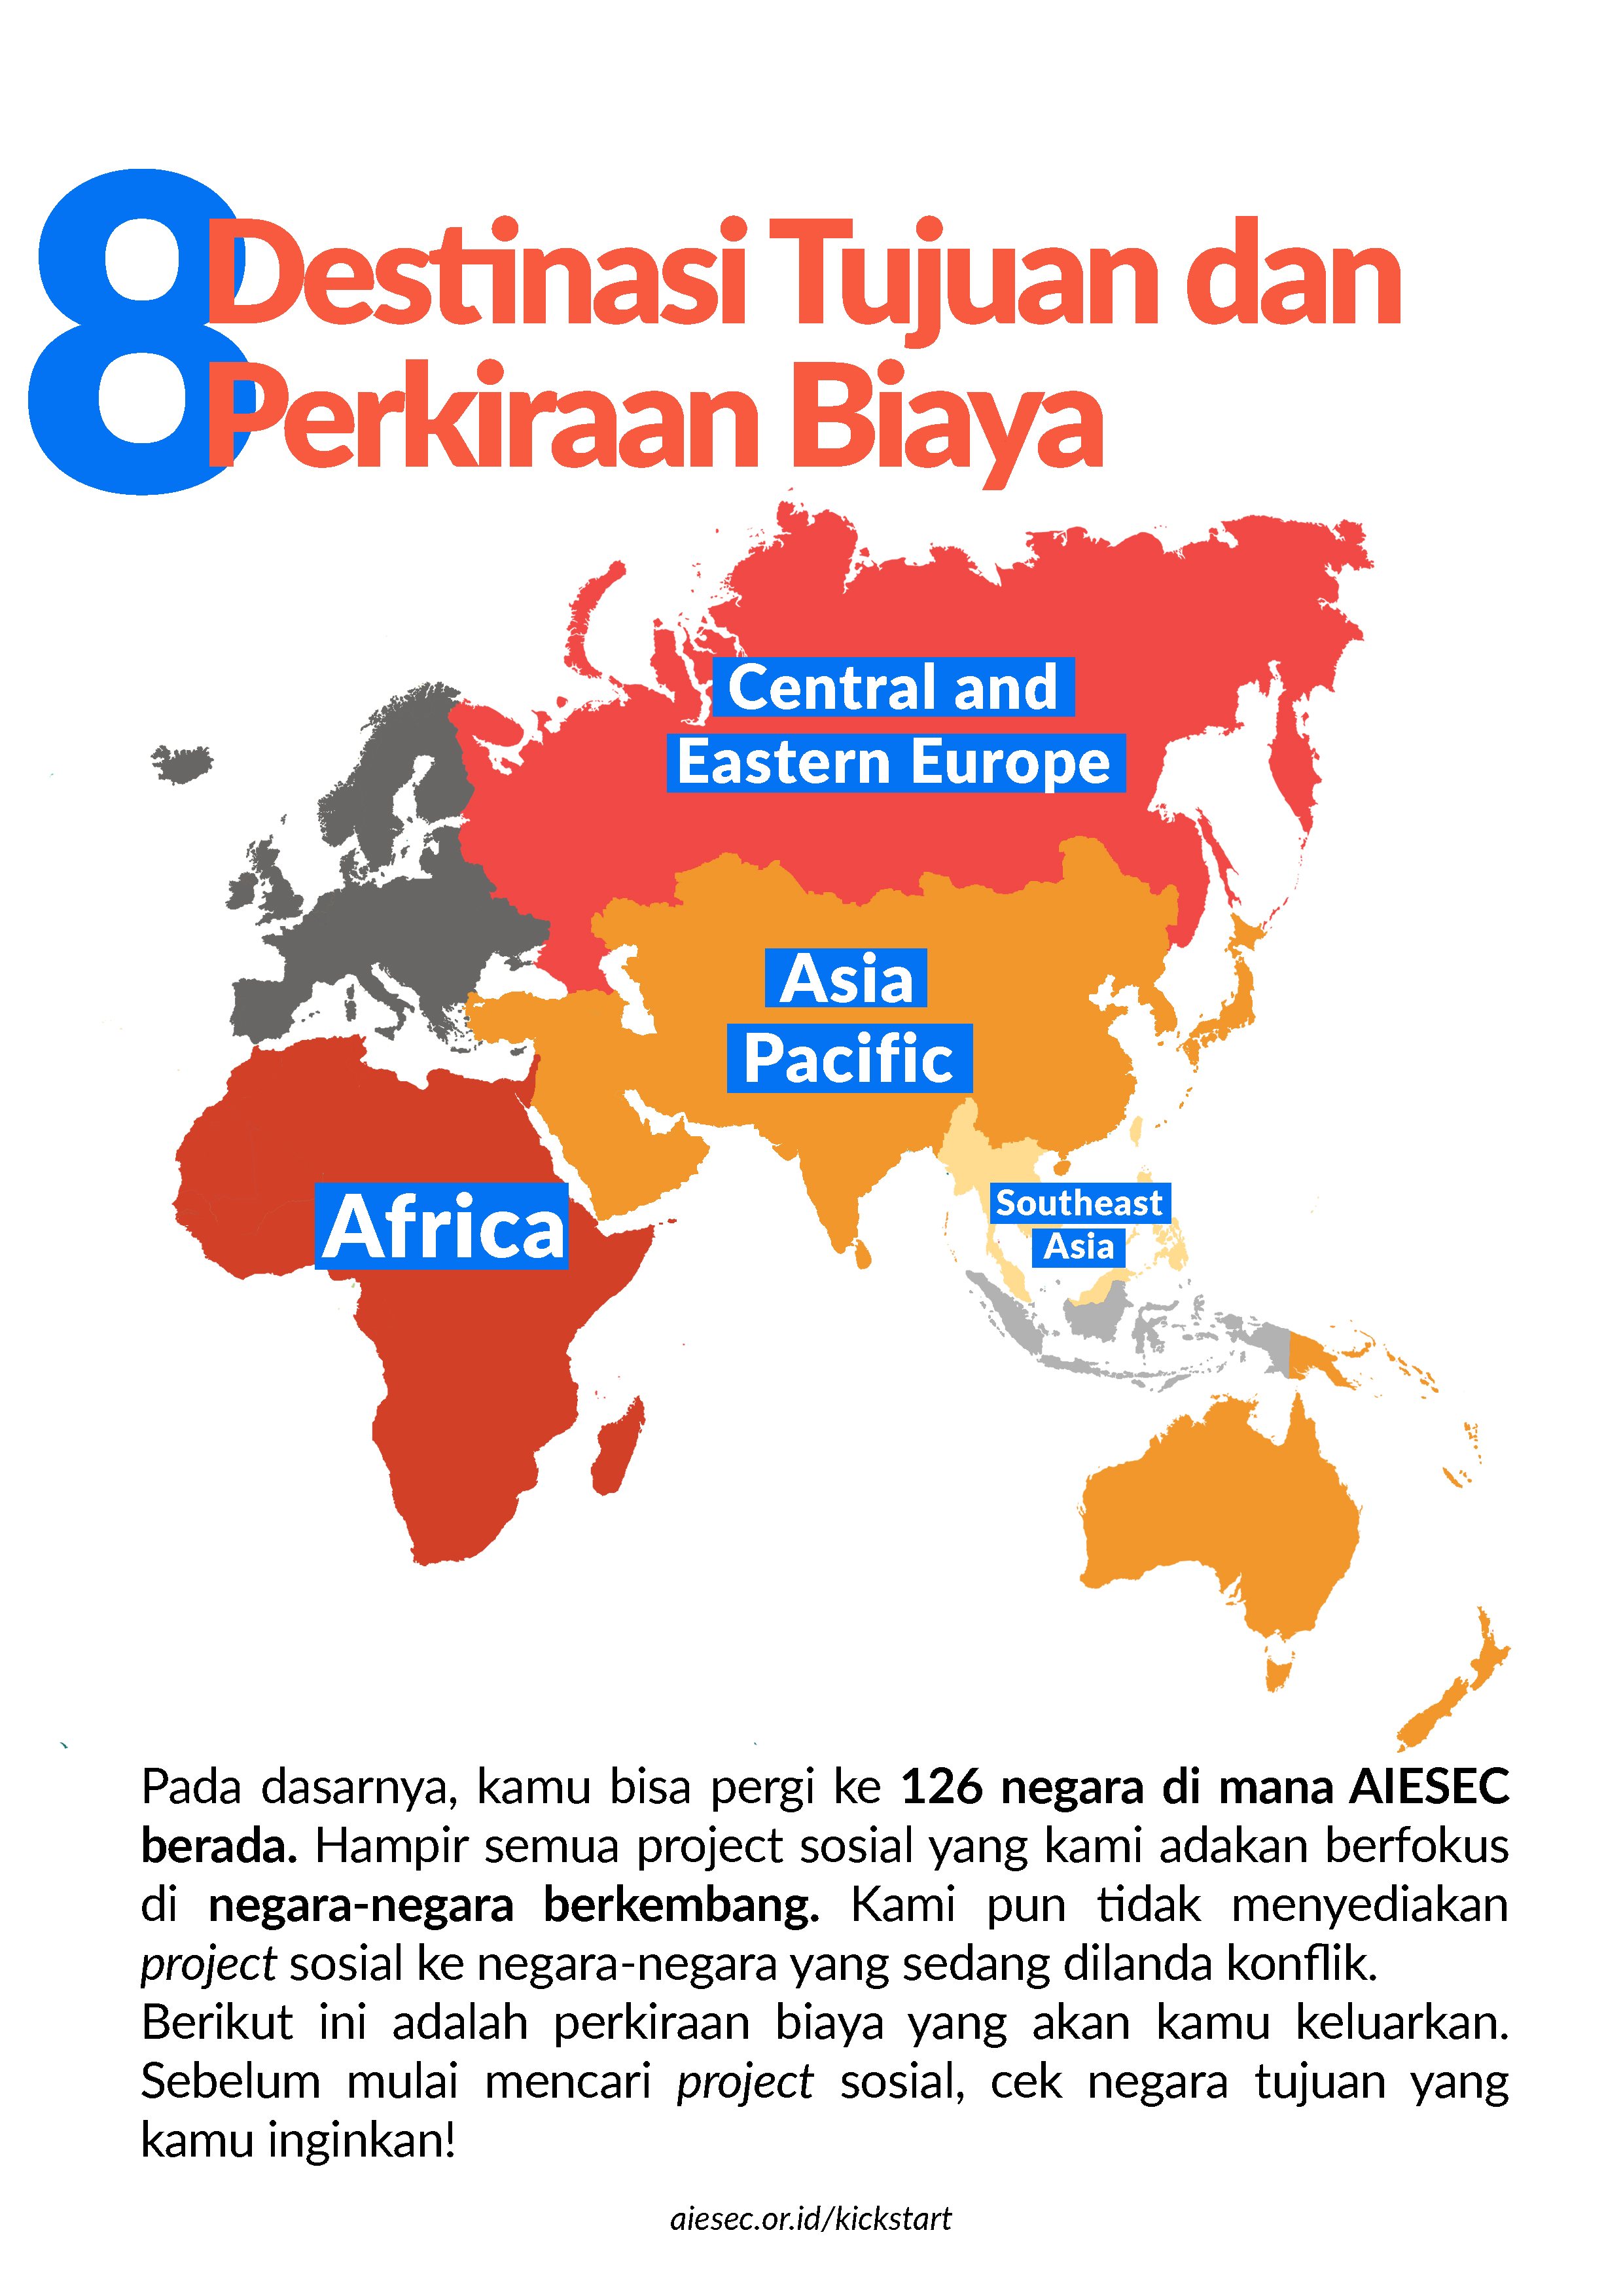 8
Destinasi Tujuan dan
Perkiraan Biaya
Central and
Eastern Europe
Asia
Pacific
Africa
Southeast
Asia
Pada dasarnya, kamu bisa pergi ke 126 negara di mana AIESEC
berada. Hampir semua project sosial yang kami adakan berfokus
di negara-negara berkembang. Kami pun tidak menyediakan
project sosial ke negara-negara yang sedang dilanda konflik.
Berikut ini adalah perkiraan biaya yang akan kamu keluarkan.
Sebelum mulai mencari project sosial, cek negara tujuan yang
kamu inginkan!
aiesec.or.id/kickstart